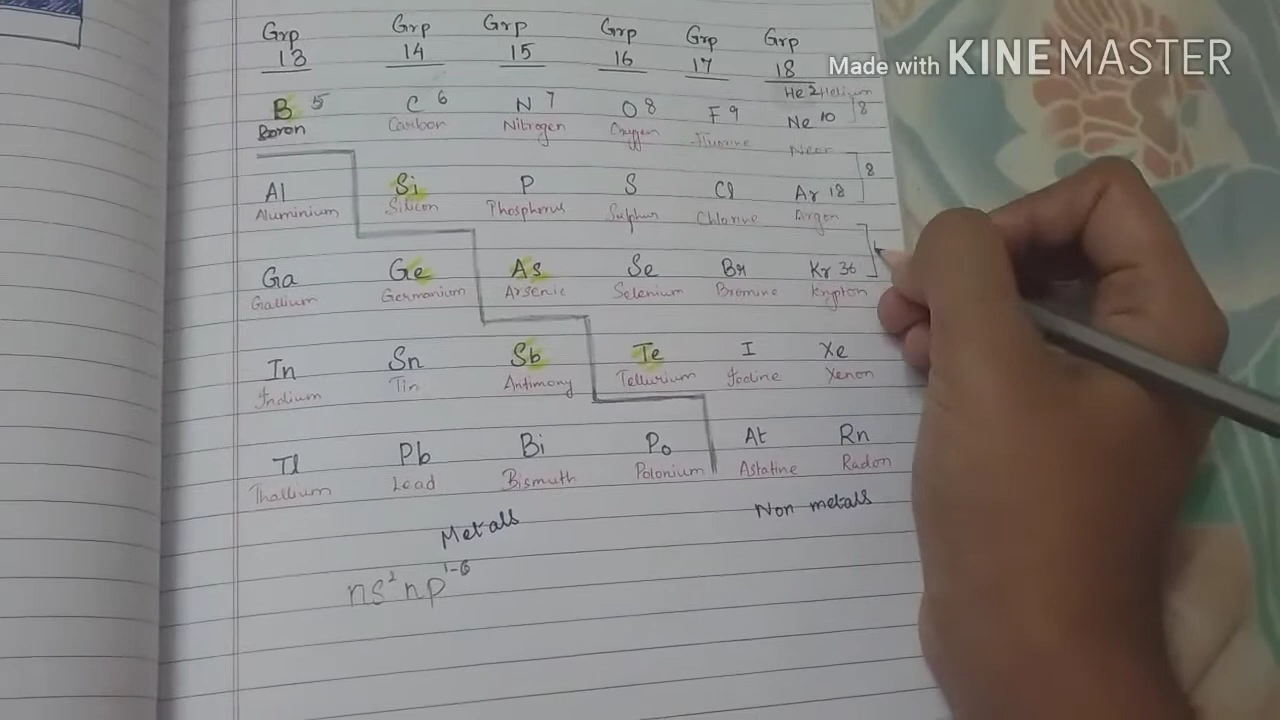 Made with KINEMASTER
Grp Grp Grp Grp Grp Grp
13 14 15 16 17 18
He 2 Helium
B 5 C 6 N 7 O 8 F 9 Ne 10 8
Boron Carbon Nitrogen Oxygen Fluorine Neon
8
Al Si P S Cl Ar 18
Aluminium Silicon Phosphorus Sulphur Chlorine Argon
Ga Ge As Se Br Kr 36
Gallium Germanium Arsenic Selenium Bromine Krypton
In Sn Sb Te I Xe
Indium Tin Antimony Tellurium Iodine Xenon
Tl Pb Bi Po At Rn
Thallium Lead Bismuth Polonium Astatine Radon
Metals Non metals
ns² np¹⁻⁶